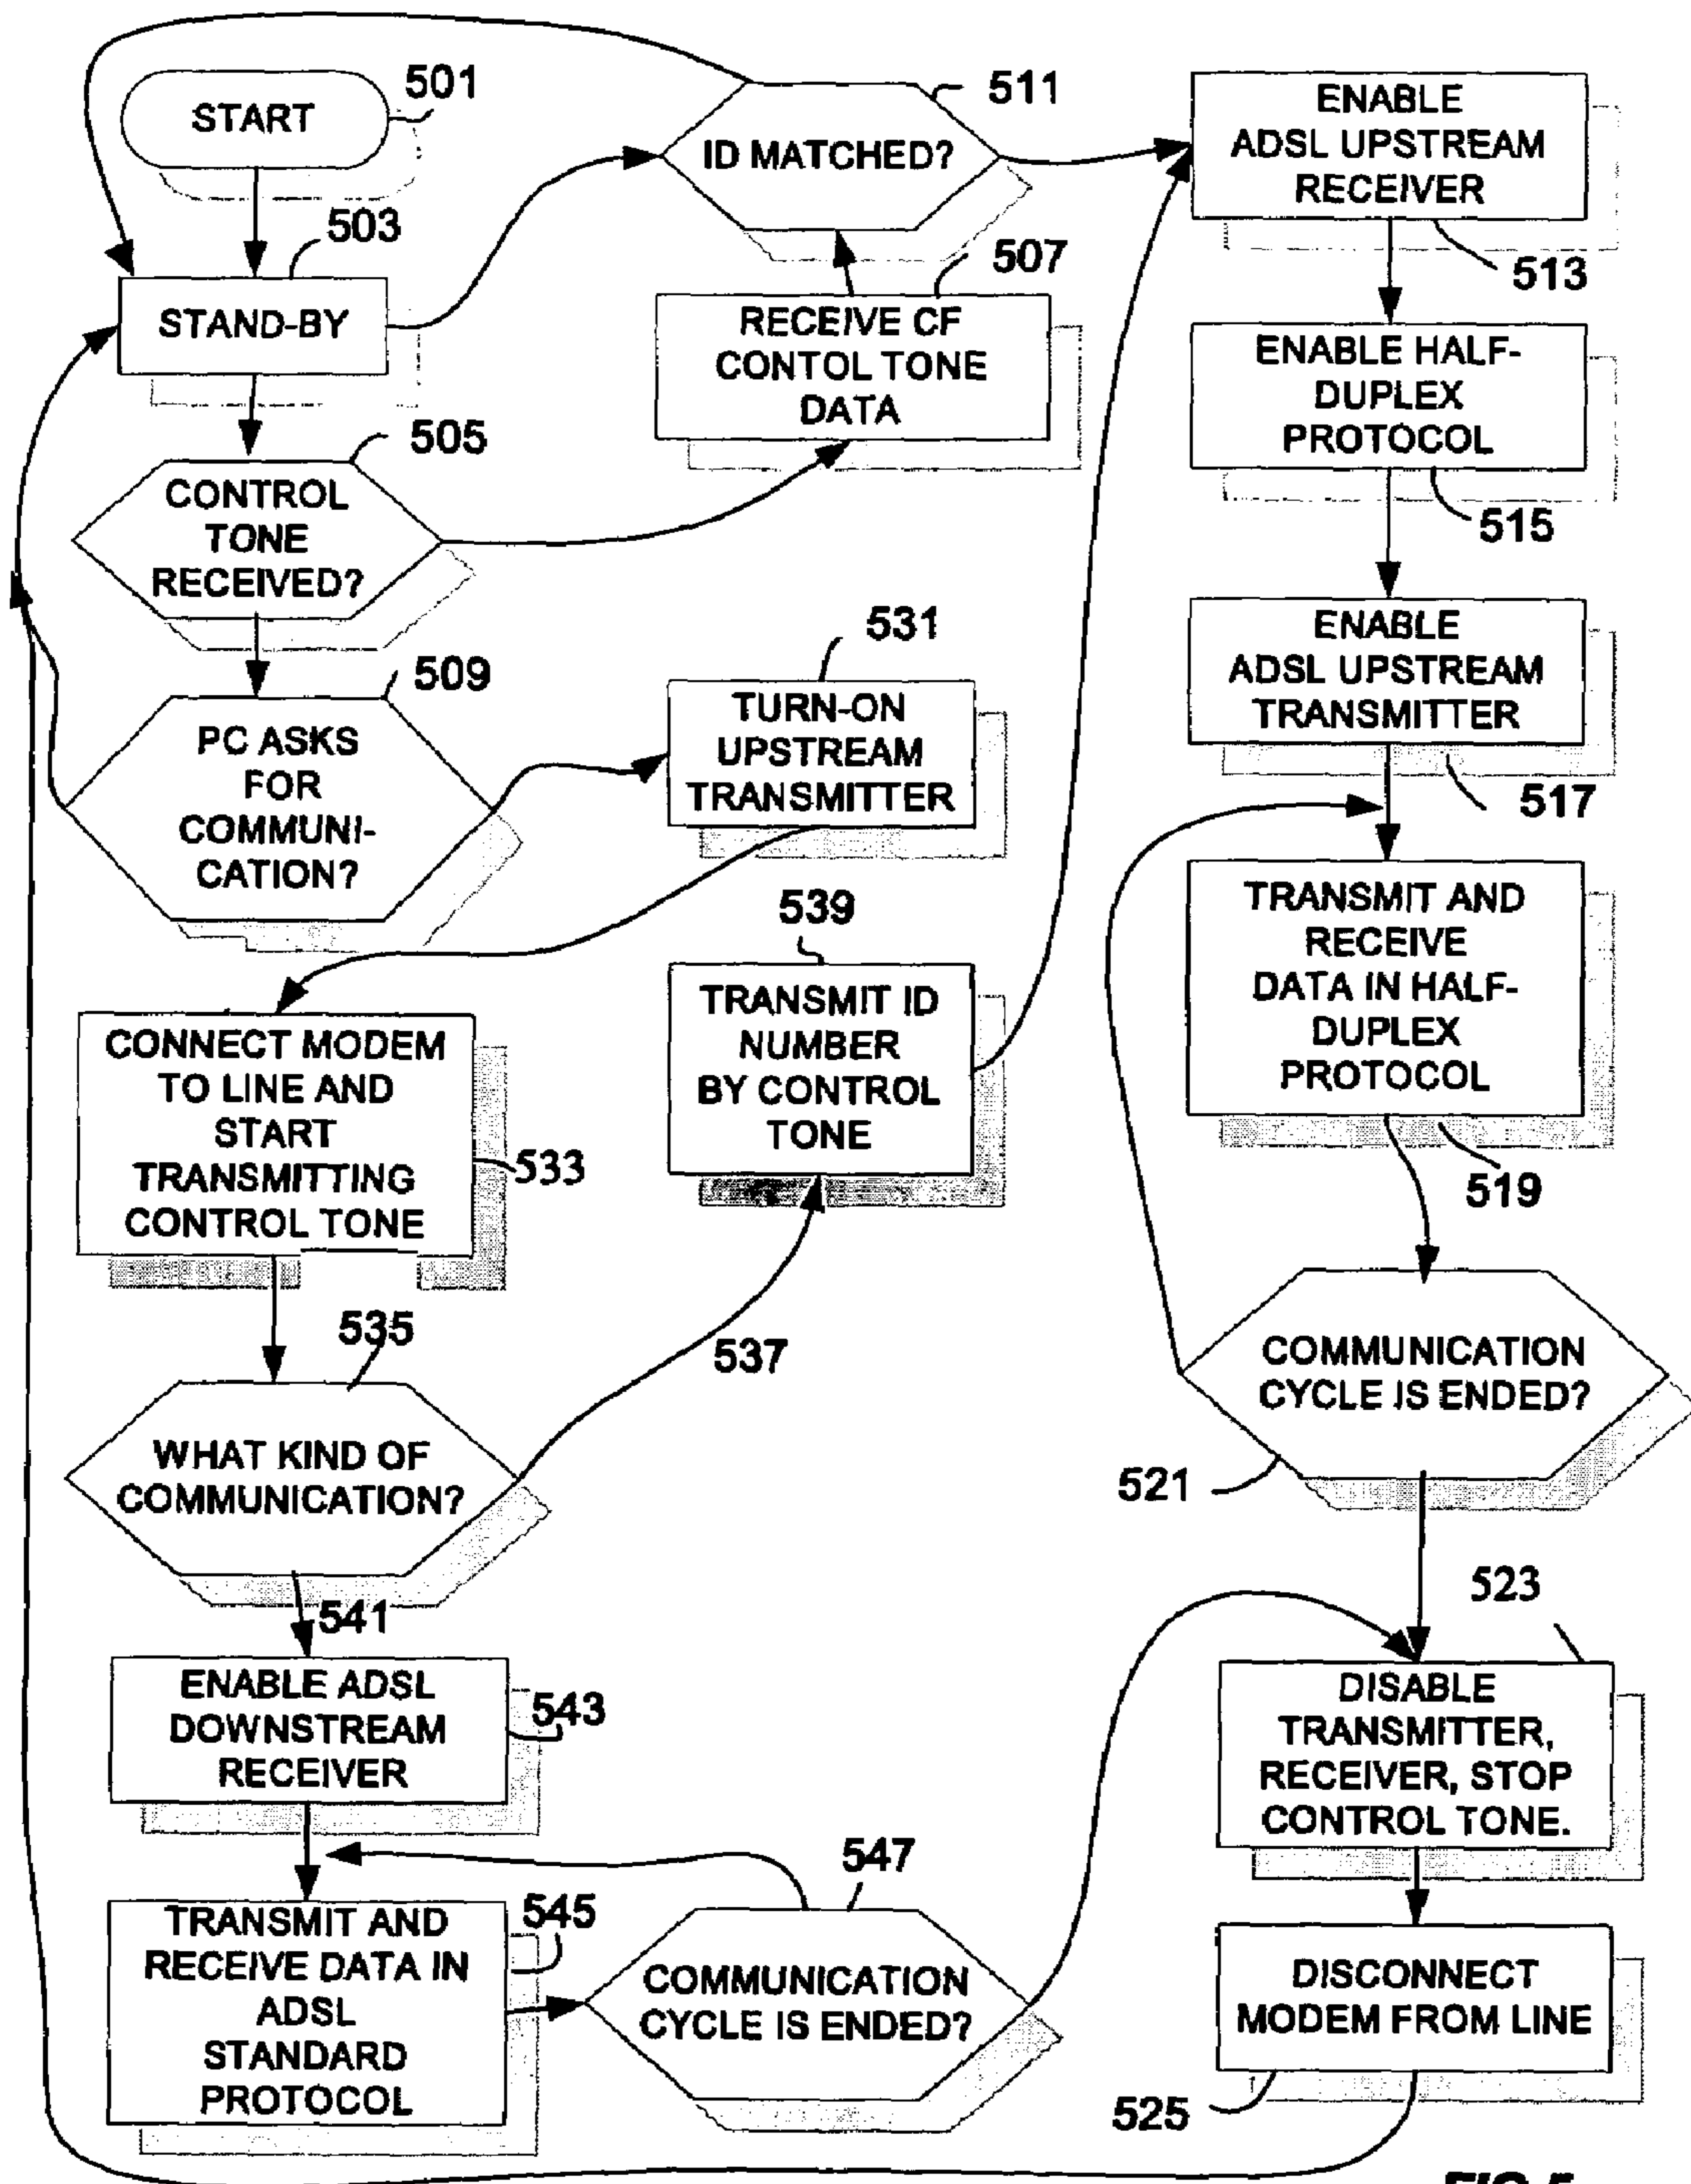 START
501
503
STAND-BY
505
CONTROL
TONE
RECEIVED?
509
PC ASKS
FOR
COMMUNI-
CATION?
511
ID MATCHED?
507
RECEIVE CF
CONTOL TONE
DATA
531
TURN-ON
UPSTREAM
TRANSMITTER
539
TRANSMIT ID
NUMBER
BY CONTROL
TONE
CONNECT MODEM
TO LINE AND
START
TRANSMITTING
CONTROL TONE
533
535
537
WHAT KIND OF
COMMUNICATION?
541
ENABLE ADSL
DOWNSTREAM
RECEIVER
543
TRANSMIT AND
RECEIVE DATA IN
ADSL
STANDARD
PROTOCOL
545
547
COMMUNICATION
CYCLE IS ENDED?
ENABLE
ADSL UPSTREAM
RECEIVER
513
ENABLE HALF-
DUPLEX
PROTOCOL
515
ENABLE
ADSL UPSTREAM
TRANSMITTER
517
TRANSMIT AND
RECEIVE
DATA IN HALF-
DUPLEX
PROTOCOL
519
COMMUNICATION
CYCLE IS ENDED?
521
523
DISABLE
TRANSMITTER,
RECEIVER, STOP
CONTROL TONE.
DISCONNECT
MODEM FROM LINE
525
FIG 5